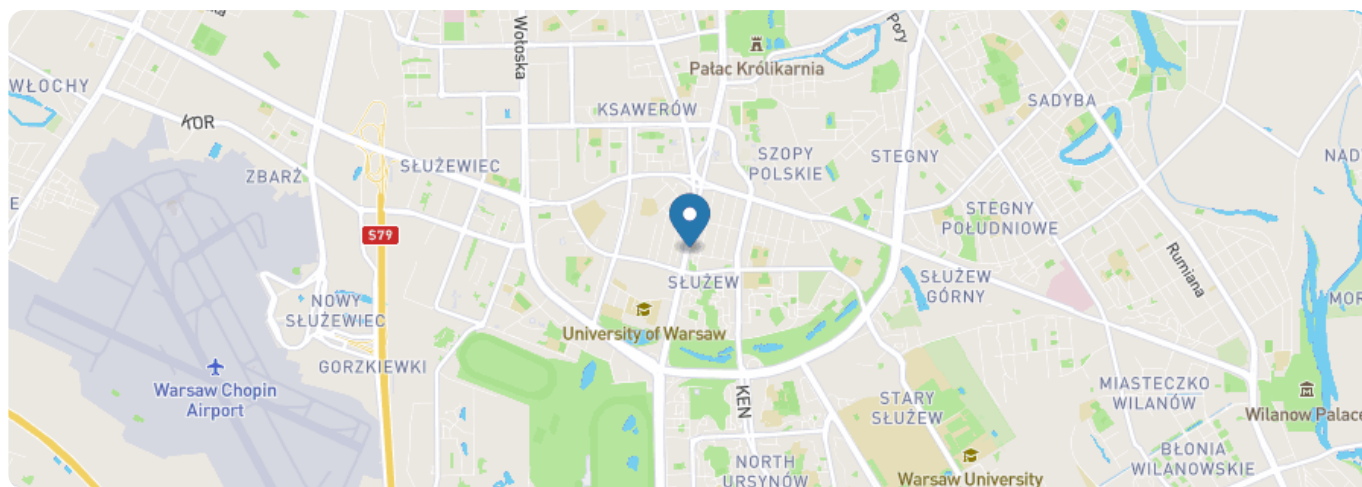 Wołoska
Pory
Pałac Królikarnia
WŁOCHY
SADYBA
KSAWERÓW
KOR
SZOPY
POLSKIE
STEGNY
NAD
SŁUŻEWIEC
ZBARŻ
E
STEGNY
POŁUDNIOWE
S79
Rumiana
SŁUŻEW
SŁUŻEW
GÓRNY
NOWY
SŁUŻEWIEC
MOR
University of Warsaw
GORZKIEWKI
Warsaw Chopin
Airport
KEN
MIASTECZKO
WILANÓW
STARY
SŁUŻEW
Wilanow Palace
BŁONIA
WILANOWSKIE
NORTH
URSYNÓW
Warsaw University